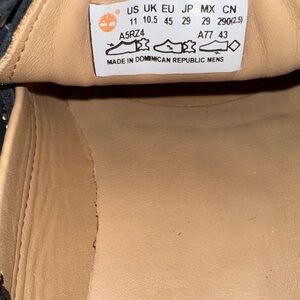 US UK EU JP MX CN
11 10.5 45 29 29 290(2.5)
A5RZ4 A77 43
MADE IN DOMINICAN REPUBLIC MENS